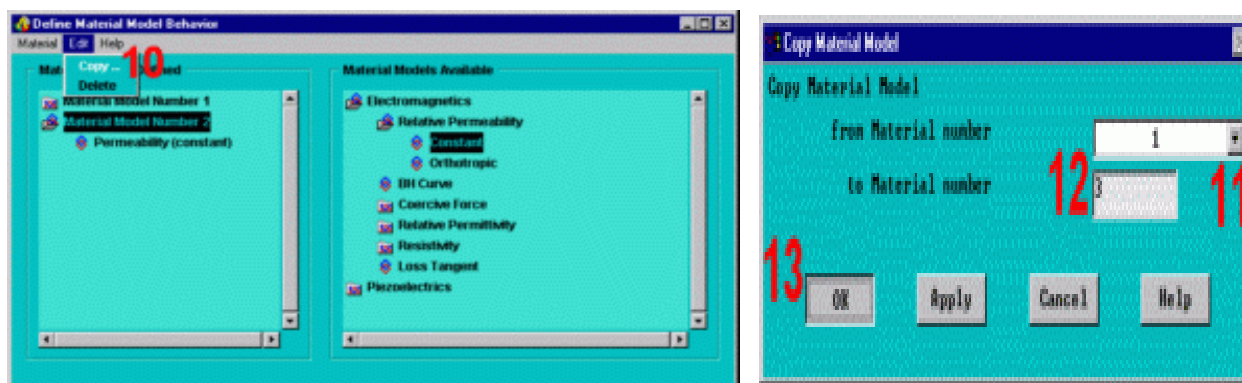 Define Material Model Behavior
Material Edit Help
10
Copy ...
Delete
Material Model Number 1
Material Model Number 2
Permeability (constant)
Material Models Available
Electromagnetics
Relative Permeability
Constant
Orthotropic
BH Curve
Coercive Force
Relative Permittivity
Resistivity
Loss Tangent
Piezoelectrics
Copy Material Model
Copy Material Model
from Material number 1
11
to Material number 3
12
13
OK Apply Cancel Help